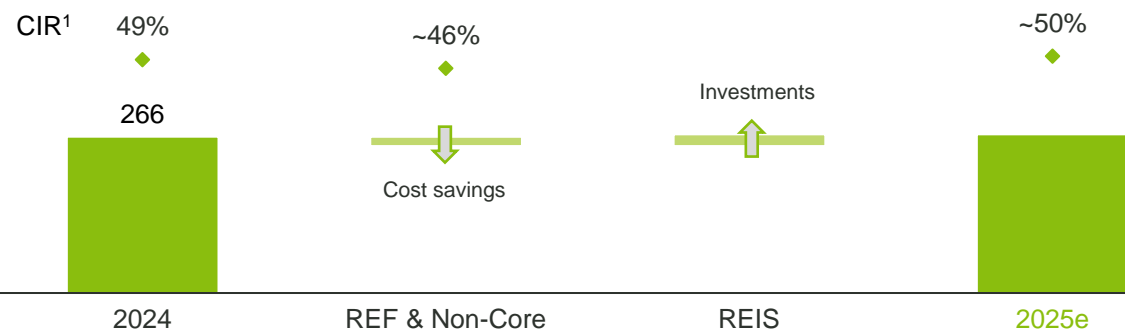 CIR¹ 49% ~46% ~50%
266
Investments
Cost savings
2024 REF & Non-Core REIS 2025e